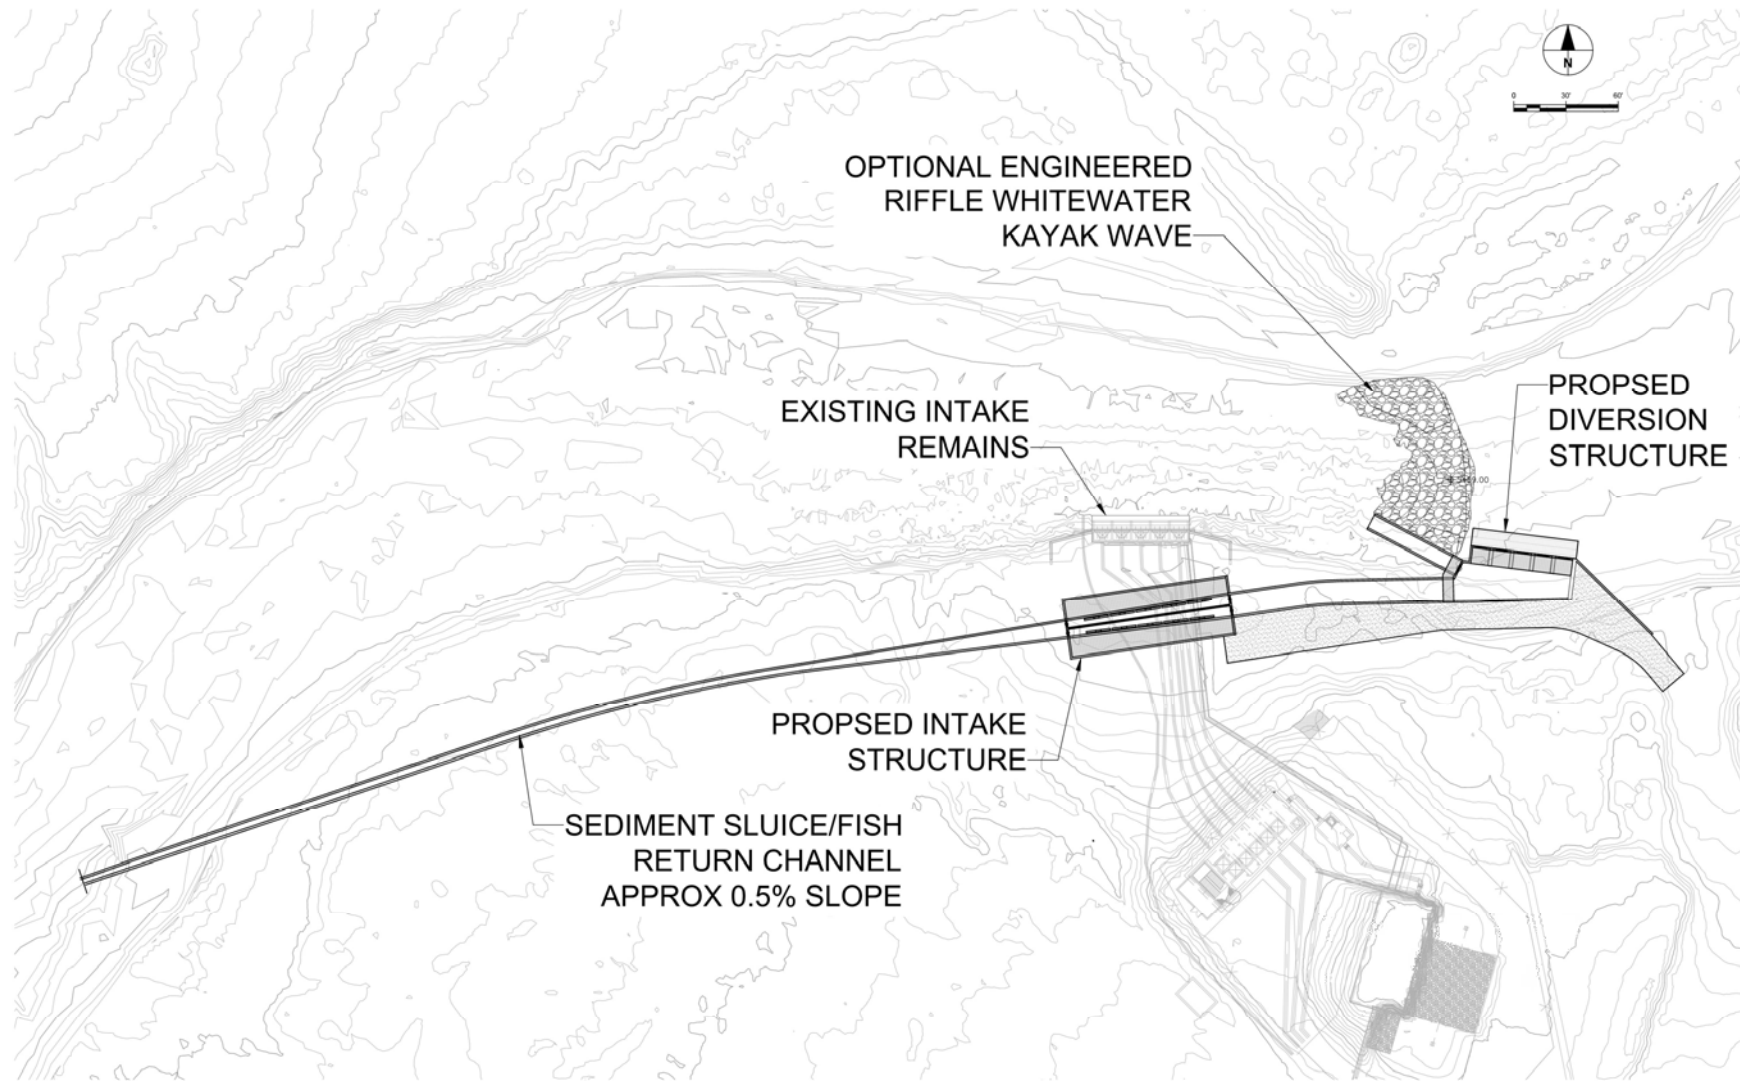 N
0 30' 60'
OPTIONAL ENGINEERED
RIFFLE WHITEWATER
KAYAK WAVE
PROPSED
DIVERSION
STRUCTURE
EXISTING INTAKE
REMAINS
PROPSED INTAKE
STRUCTURE
SEDIMENT SLUICE/FISH
RETURN CHANNEL
APPROX 0.5% SLOPE